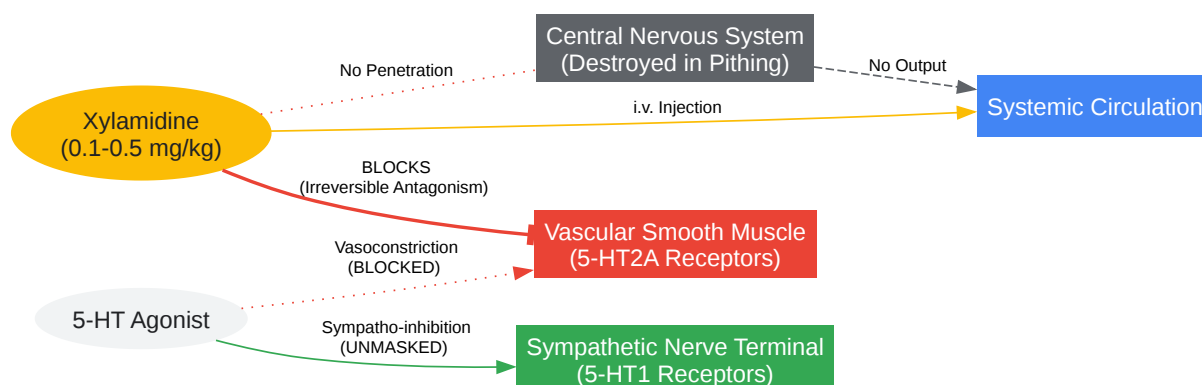 Central Nervous System
(Destroyed in Pithing)
No Penetration
No Output
Systemic Circulation
i.v. Injection
Xylamidine
(0.1-0.5 mg/kg)
BLOCKS
(Irreversible Antagonism)
Vascular Smooth Muscle
(5-HT2A Receptors)
Vasoconstriction
(BLOCKED)
5-HT Agonist
Sympatho-inhibition
(UNMASKED)
Sympathetic Nerve Terminal
(5-HT1 Receptors)